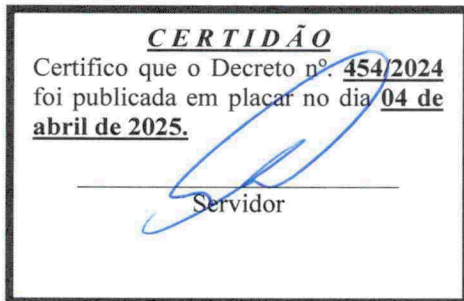 CERTIDÃO
Certifico que o Decreto nº. 454/2024
foi publicada em placar no dia 04 de
abril de 2025.
Servidor